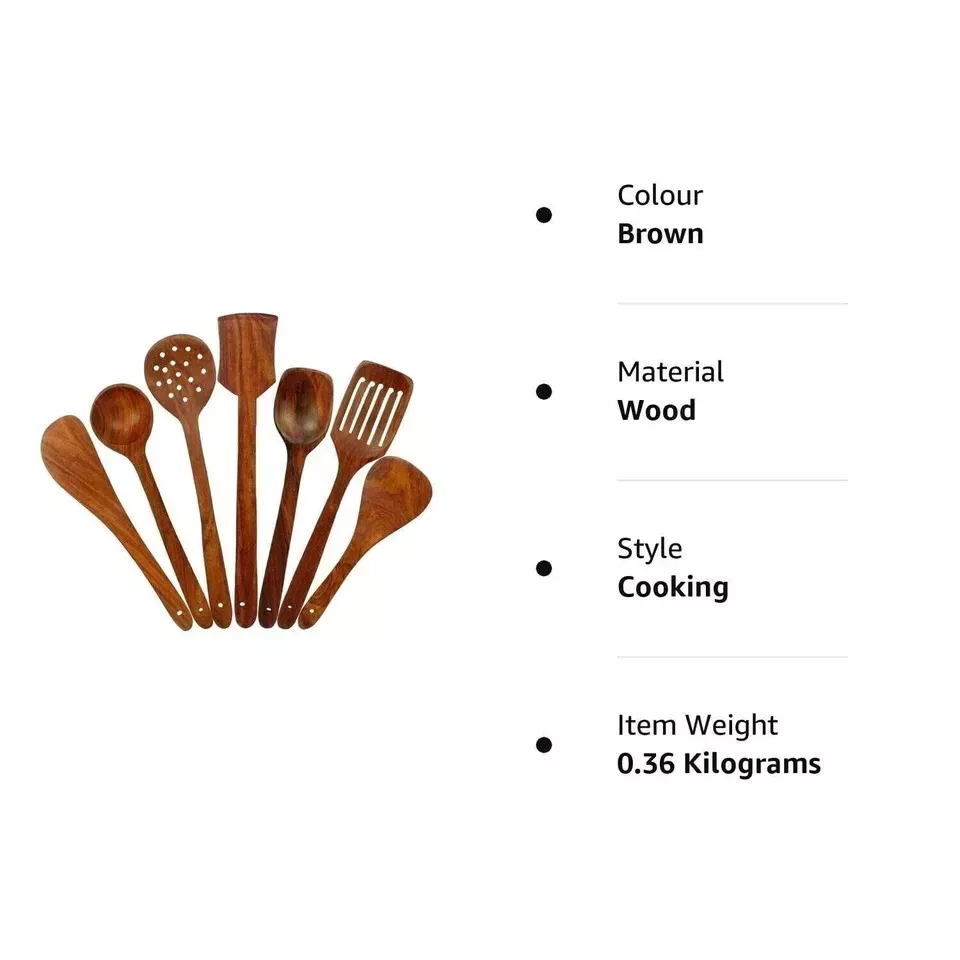 Colour
Brown
Material
Wood
Style
Cooking
Item Weight
0.36 Kilograms